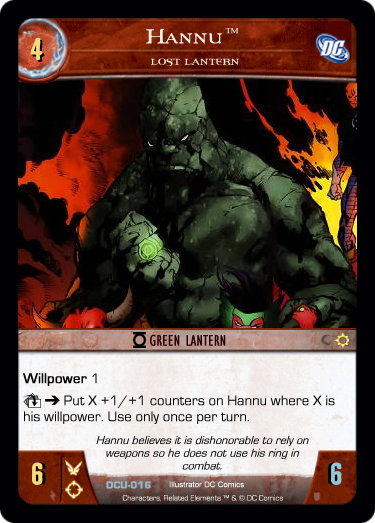 4
HANNU™
LOST LANTERN
DC
GREEN LANTERN
Willpower 1
➔ Put X +1/+1 counters on Hannu where X is
his willpower. Use only once per turn.
Hannu believes it is dishonorable to rely on
weapons so he does not use his ring in
combat.
6
DCU-016
Illustrator DC Comics
6
Characters, Related Elements ™ & © DC Comics